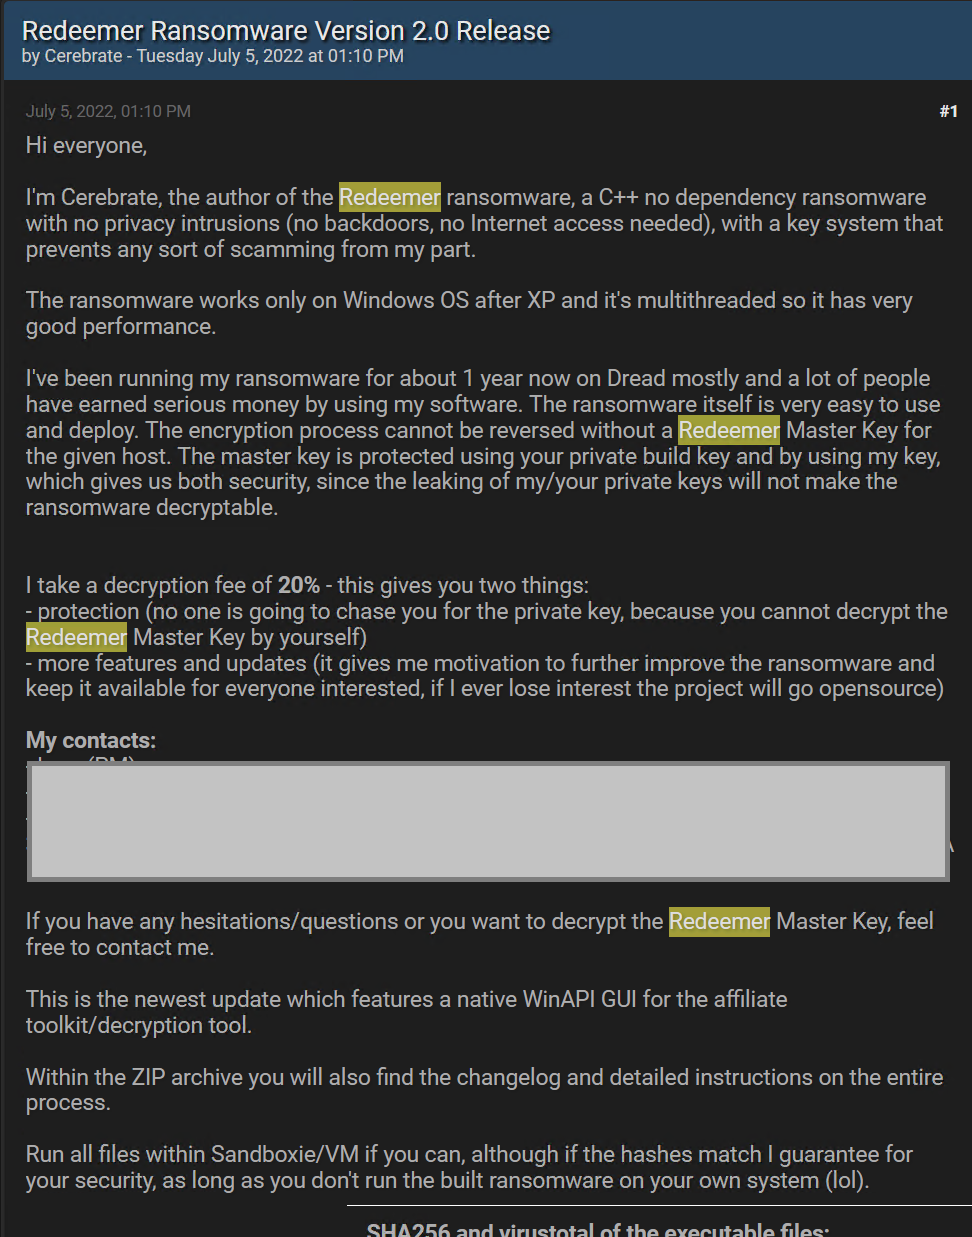 Redeemer Ransomware Version 2.0 Release
by Cerebrate - Tuesday July 5, 2022 at 01:10 PM
July 5, 2022, 01:10 PM
#1
Hi everyone,
I'm Cerebrate, the author of the Redeemer ransomware, a C++ no dependency ransomware
with no privacy intrusions (no backdoors, no Internet access needed), with a key system that
prevents any sort of scamming from my part.
The ransomware works only on Windows OS after XP and it's multithreaded so it has very
good performance.
I've been running my ransomware for about 1 year now on Dread mostly and a lot of people
have earned serious money by using my software. The ransomware itself is very easy to use
and deploy. The encryption process cannot be reversed without a Redeemer Master Key for
the given host. The master key is protected using your private build key and by using my key,
which gives us both security, since the leaking of my/your private keys will not make the
ransomware decryptable.
I take a decryption fee of 20% - this gives you two things:
- protection (no one is going to chase you for the private key, because you cannot decrypt the
Redeemer Master Key by yourself)
- more features and updates (it gives me motivation to further improve the ransomware and
keep it available for everyone interested, if I ever lose interest the project will go opensource)
My contacts:
If you have any hesitations/questions or you want to decrypt the Redeemer Master Key, feel
free to contact me.
This is the newest update which features a native WinAPI GUI for the affiliate
toolkit/decryption tool.
Within the ZIP archive you will also find the changelog and detailed instructions on the entire
process.
Run all files within Sandboxie/VM if you can, although if the hashes match I guarantee for
your security, as long as you don't run the built ransomware on your own system (lol).
SHA256 and virustotal of the executable files: